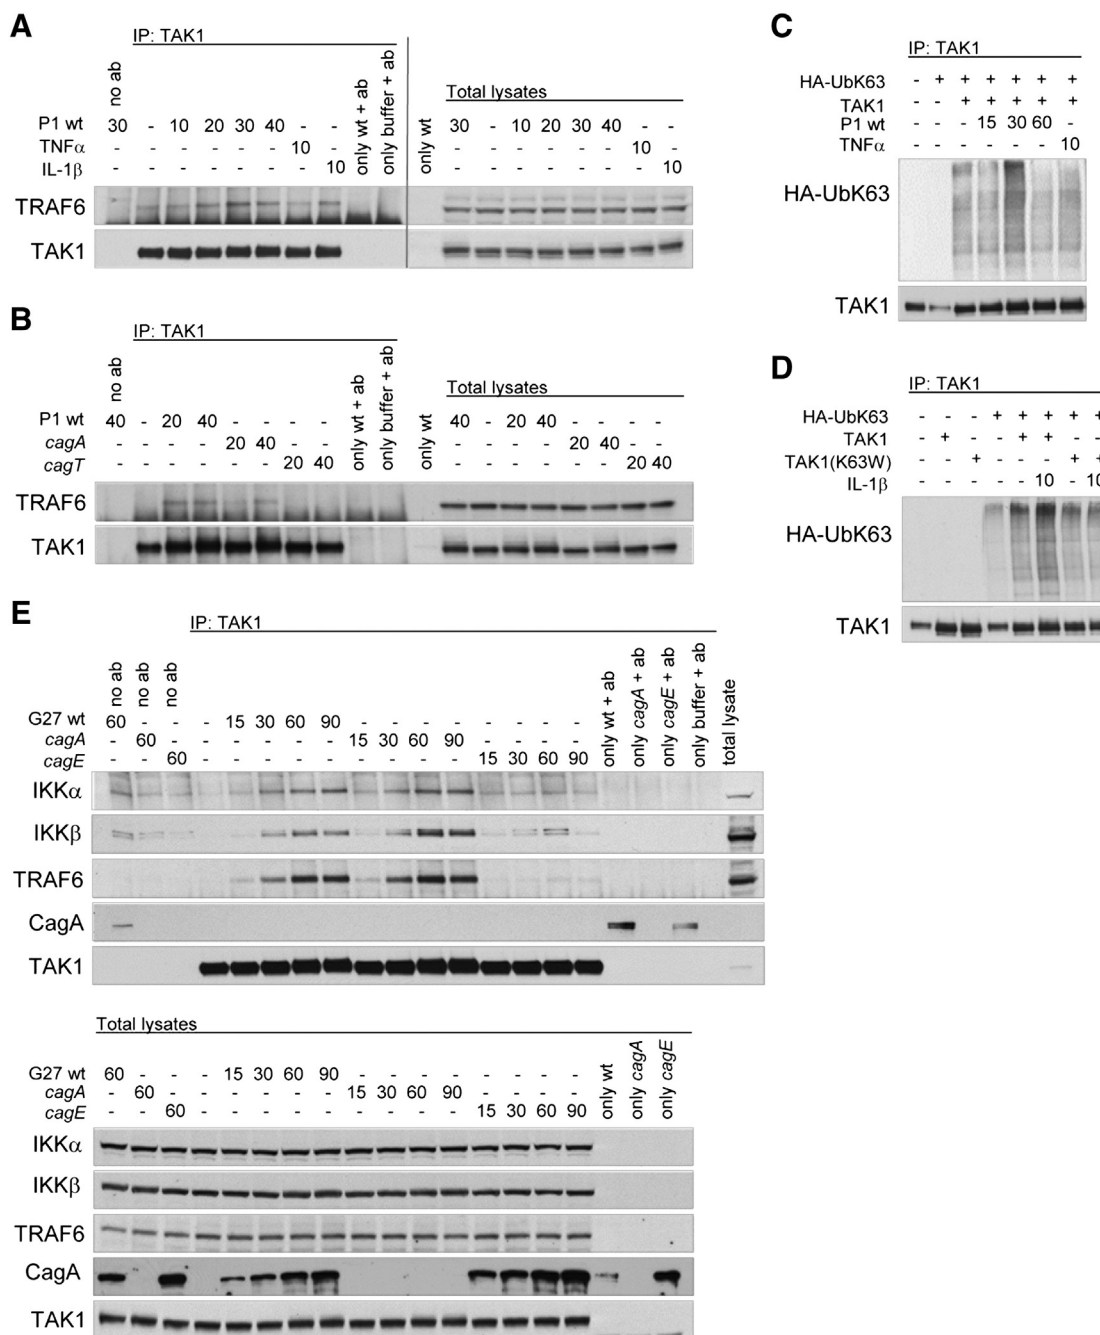 A
IP: TAK1
no ab
only wt + ab
only buffer + ab
Total lysates
only wt
P1 wt 30 - 10 20 30 40 - - 30 - 10 20 30 40 - -
TNFα - - - - - - 10 - - - - - - - 10 -
IL-1β - - - - - - - 10 - - - - - - - 10
TRAF6
TAK1
B
IP: TAK1
no ab
only wt + ab
only buffer + ab
Total lysates
only wt
P1 wt 40 - 20 40 - - - - 40 - 20 40 - - - -
cagA - - - - 20 40 - - - - - - 20 40 - -
cagT - - - - - - 20 40 - - - - - - 20 40
TRAF6
TAK1
C
IP: TAK1
HA-UbK63 - + + + + + +
TAK1 + + + + +
P1 wt - - - 15 30 60 -
TNFα - - - - - - 10
HA-UbK63
TAK1
D
IP: TAK1
HA-UbK63 - - - + + + + +
TAK1 - + - - + + - -
TAK1(K63W) - - + - - - + +
IL-1β - - - - - 10 - 10
HA-UbK63
TAK1
E
IP: TAK1
no ab
no ab
no ab
only wt + ab
only cagA + ab
only cagE + ab
only buffer + ab
total lysate
G27 wt 60 - - - 15 30 60 90 - - - - - - - -
cagA - 60 - - - - - - 15 30 60 90 - - - -
cagE - - 60 - - - - - - - - - 15 30 60 90
IKKα
IKKβ
TRAF6
CagA
TAK1
Total lysates
only wt
only cagA
only cagE
G27 wt 60 - - - 15 30 60 90 - - - - - - - -
cagA - 60 - - - - - - 15 30 60 90 - - - -
cagE - - 60 - - - - - - - - - 15 30 60 90
IKKα
IKKβ
TRAF6
CagA
TAK1